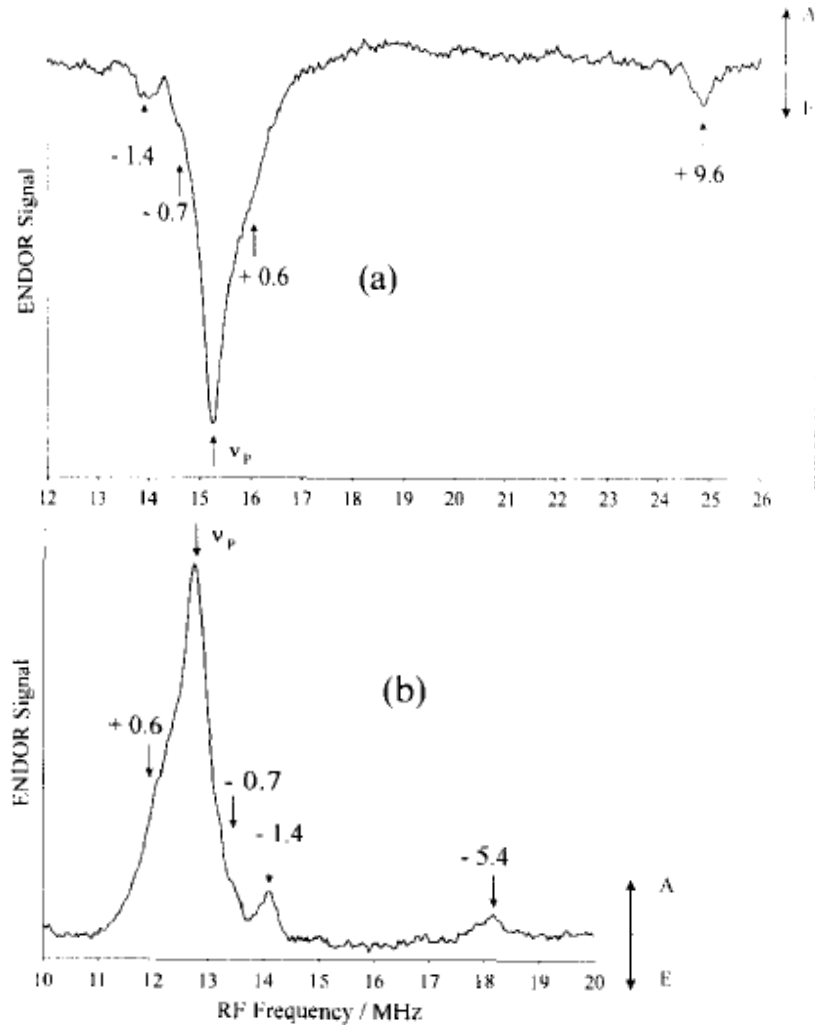 A
- 1.4
- 0.7
+ 0.6
+ 9.6
ENDOR Signal
(a)
νP
12 13 14 15 16 17 18 19 20 21 22 23 24 25 26
νP
ENDOR Signal
(b)
+ 0.6
- 0.7
- 1.4
- 5.4
A
E
10 11 12 13 14 15 16 17 18 19 20
RF Frequency / MHz